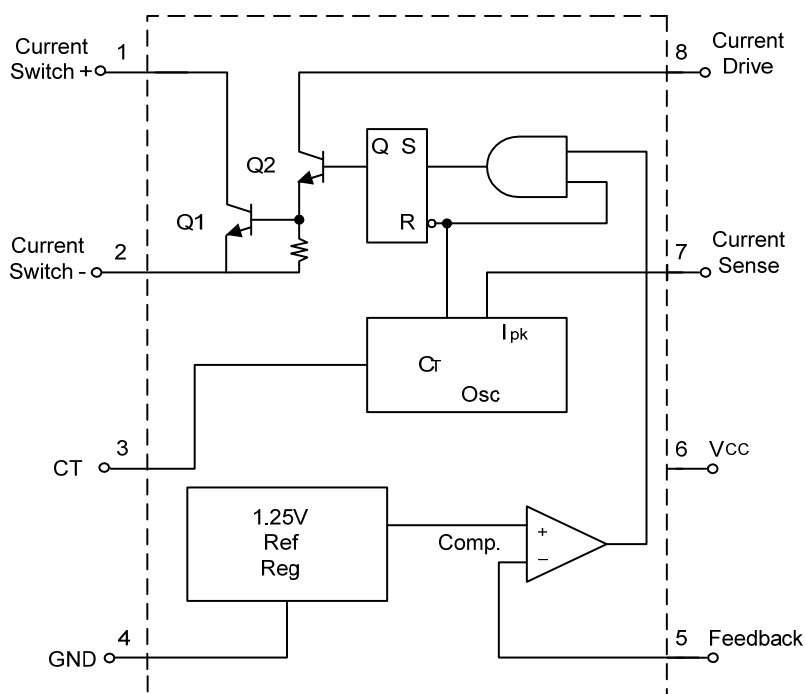 Current
Switch +
1
8
Current
Drive
Q2
Q S
Q1
R
Current
Switch -
2
7
Current
Sense
Ipk
CT
Osc
CT
3
6
VCC
1.25V
Ref
Reg
Comp.
+
−
GND
4
5
Feedback